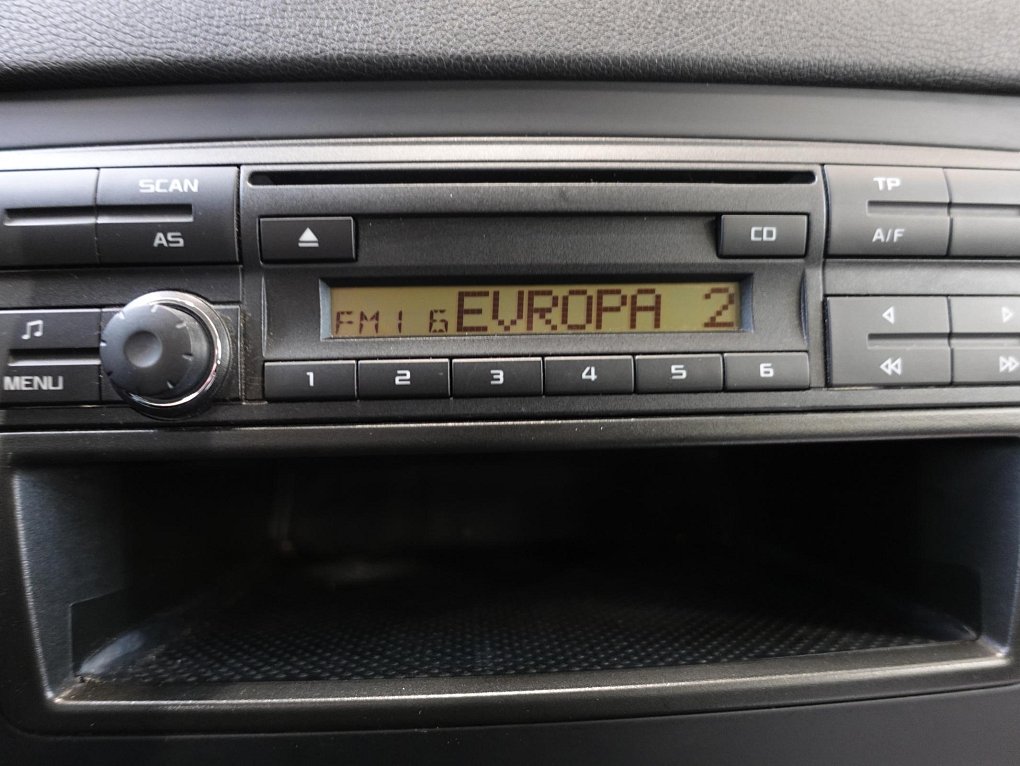 SCAN
AS
TP
A/F
CD
FM1 6 EVROPA 2
MENU
1 2 3 4 5 6